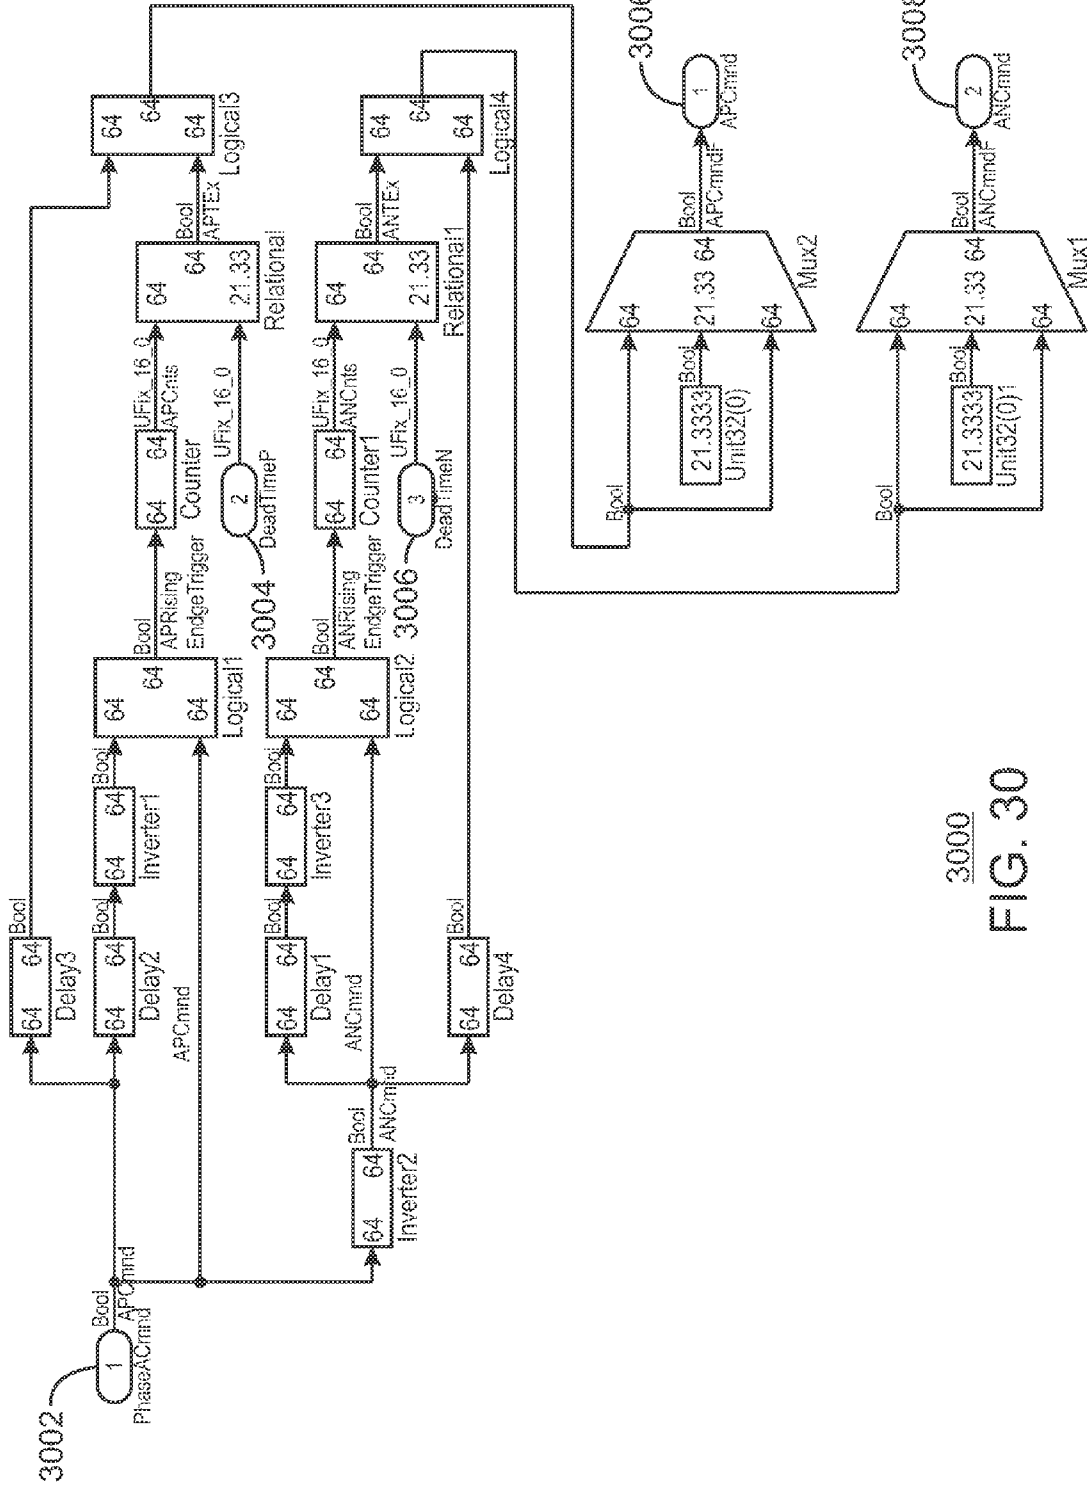 3002
1
PhaseACmnd
Bool
APCmnd
64 64
Delay3
Bool
64 64
Delay2
Bool
64 64
Inverter1
Bool
APCmnd
64
64
64
Logical1
Bool
APRising
EndgeTrigger
64 64
Counter
UFix_16_0
APCnts
3004
2
DeadTimeP
UFix_16_0
64
64
21.33
Relational
Bool
APTEx
64
64
64
Logical3
64 64
Inverter2
Bool
ANCmnd
64 64
Delay1
Bool
64 64
Inverter3
Bool
ANCmnd
64
64
64
Logical2
Bool
ANRising
EndgeTrigger
64 64
Counter1
UFix_16_0
ANCnts
3006
3
DeadTimeN
UFix_16_0
64
64
21.33
Relational1
Bool
ANTEx
64
64
64
Logical4
64 64
Delay4
Bool
Bool
21.3333
Unit32(0)
Bool
64
21.33 64
64
Mux2
Bool
APCmndF
1
APCmnd
3006
Bool
21.3333
Unit32(0)1
Bool
64
21.33 64
64
Mux1
Bool
ANCmndF
2
ANCmnd
3008
3000
FIG. 30